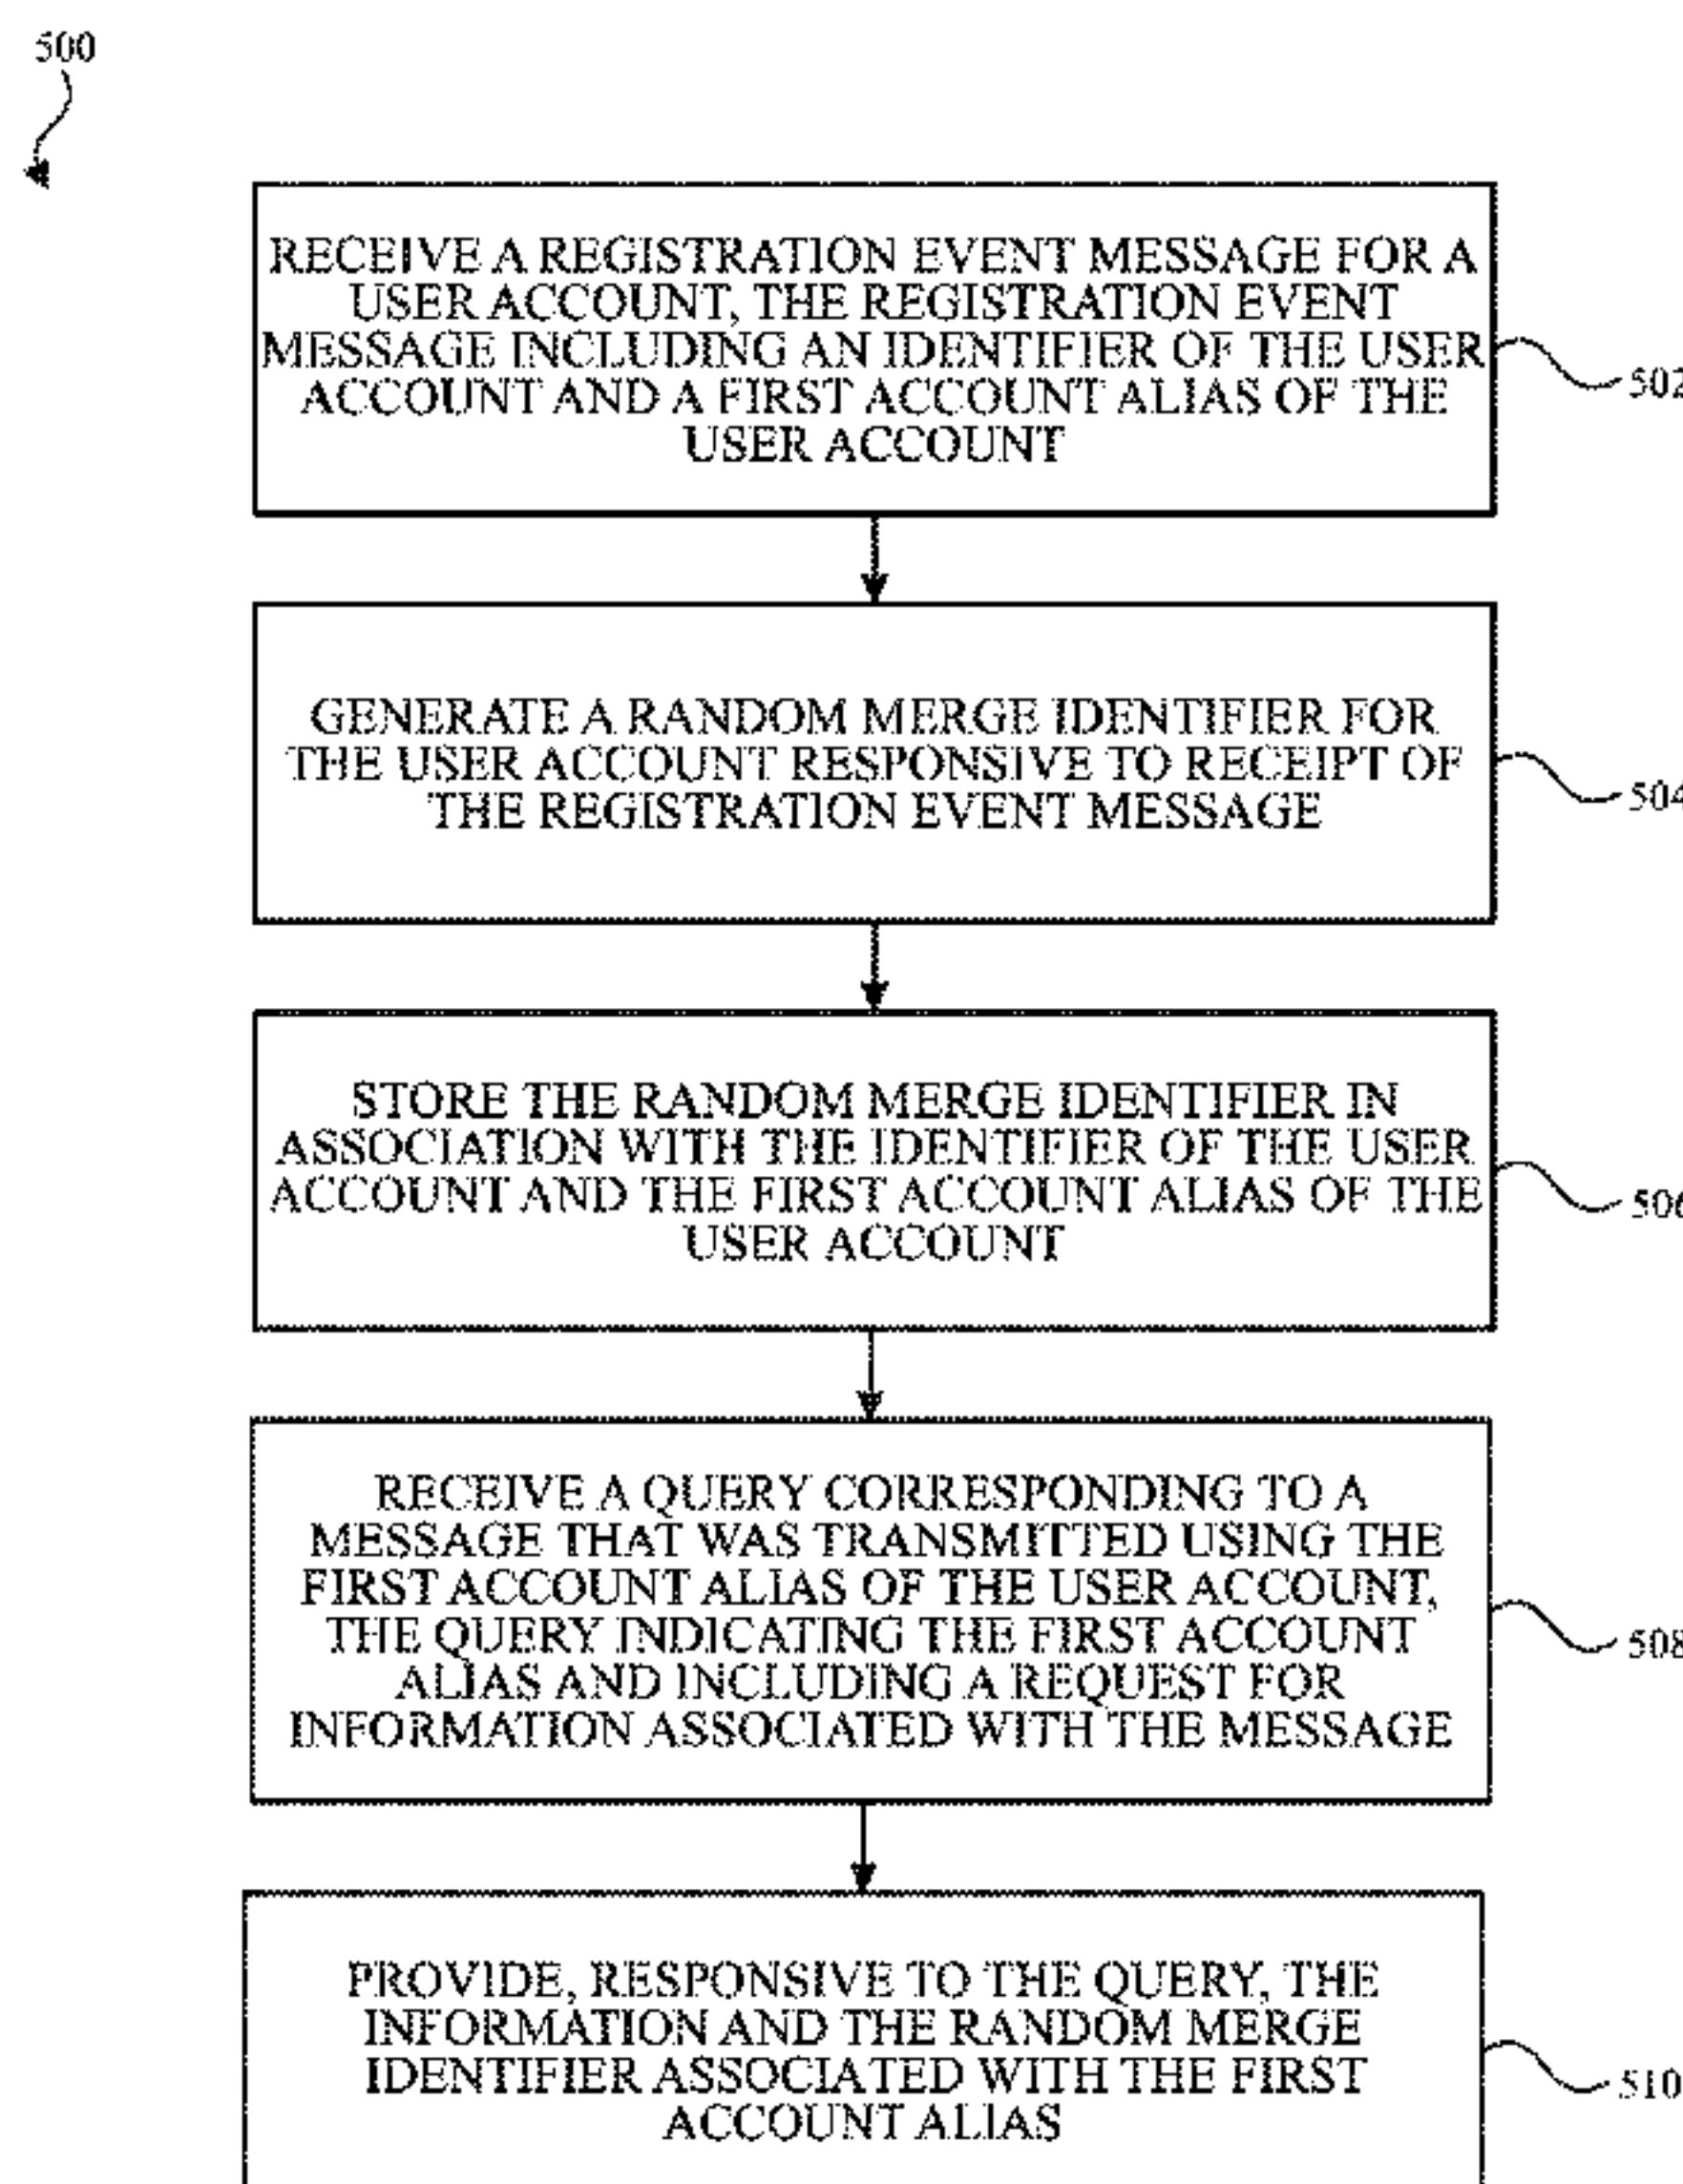 500
RECEIVE A REGISTRATION EVENT MESSAGE FOR A
USER ACCOUNT, THE REGISTRATION EVENT
MESSAGE INCLUDING AN IDENTIFIER OF THE USER
ACCOUNT AND A FIRST ACCOUNT ALIAS OF THE
USER ACCOUNT
502
GENERATE A RANDOM MERGE IDENTIFIER FOR
THE USER ACCOUNT RESPONSIVE TO RECEIPT OF
THE REGISTRATION EVENT MESSAGE
504
STORE THE RANDOM MERGE IDENTIFIER IN
ASSOCIATION WITH THE IDENTIFIER OF THE USER
ACCOUNT AND THE FIRST ACCOUNT ALIAS OF THE
USER ACCOUNT
506
RECEIVE A QUERY CORRESPONDING TO A
MESSAGE THAT WAS TRANSMITTED USING THE
FIRST ACCOUNT ALIAS OF THE USER ACCOUNT,
THE QUERY INDICATING THE FIRST ACCOUNT
ALIAS AND INCLUDING A REQUEST FOR
INFORMATION ASSOCIATED WITH THE MESSAGE
508
PROVIDE, RESPONSIVE TO THE QUERY, THE
INFORMATION AND THE RANDOM MERGE
IDENTIFIER ASSOCIATED WITH THE FIRST
ACCOUNT ALIAS
510